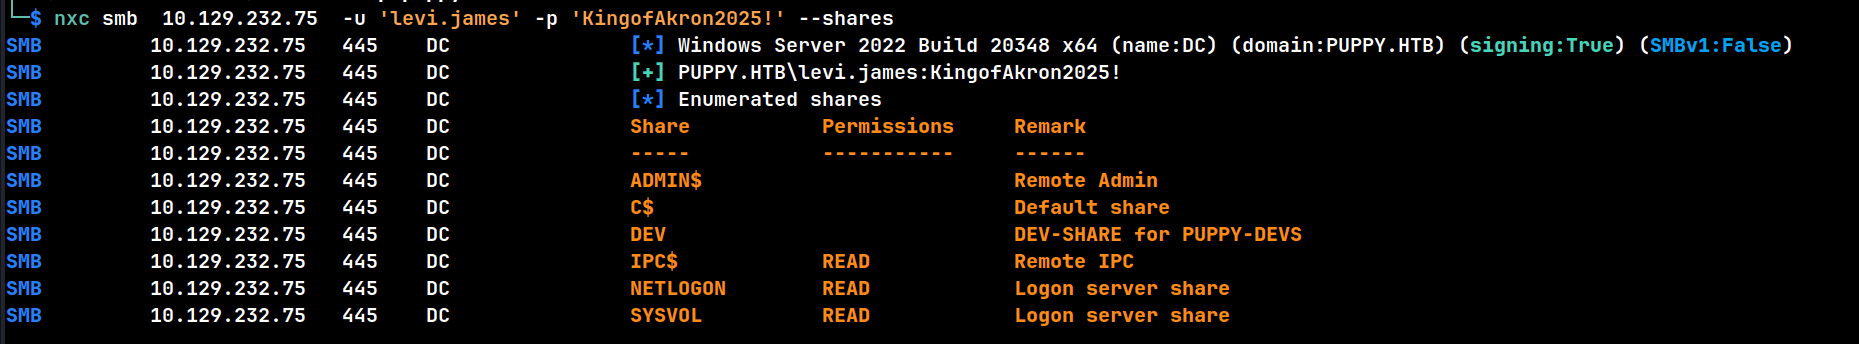 $ nxc smb  10.129.232.75  -u 'levi.james' -p 'KingofAkron2025!' --shares
SMB         10.129.232.75   445    DC               [*] Windows Server 2022 Build 20348 x64 (name:DC) (domain:PUPPY.HTB) (signing:True) (SMBv1:False)
SMB         10.129.232.75   445    DC               [+] PUPPY.HTB\levi.james:KingofAkron2025!
SMB         10.129.232.75   445    DC               [*] Enumerated shares
SMB         10.129.232.75   445    DC               Share           Permissions     Remark
SMB         10.129.232.75   445    DC               -----           -----------     ------
SMB         10.129.232.75   445    DC               ADMIN$                          Remote Admin
SMB         10.129.232.75   445    DC               C$                              Default share
SMB         10.129.232.75   445    DC               DEV                             DEV-SHARE for PUPPY-DEVS
SMB         10.129.232.75   445    DC               IPC$            READ            Remote IPC
SMB         10.129.232.75   445    DC               NETLOGON        READ            Logon server share
SMB         10.129.232.75   445    DC               SYSVOL          READ            Logon server share